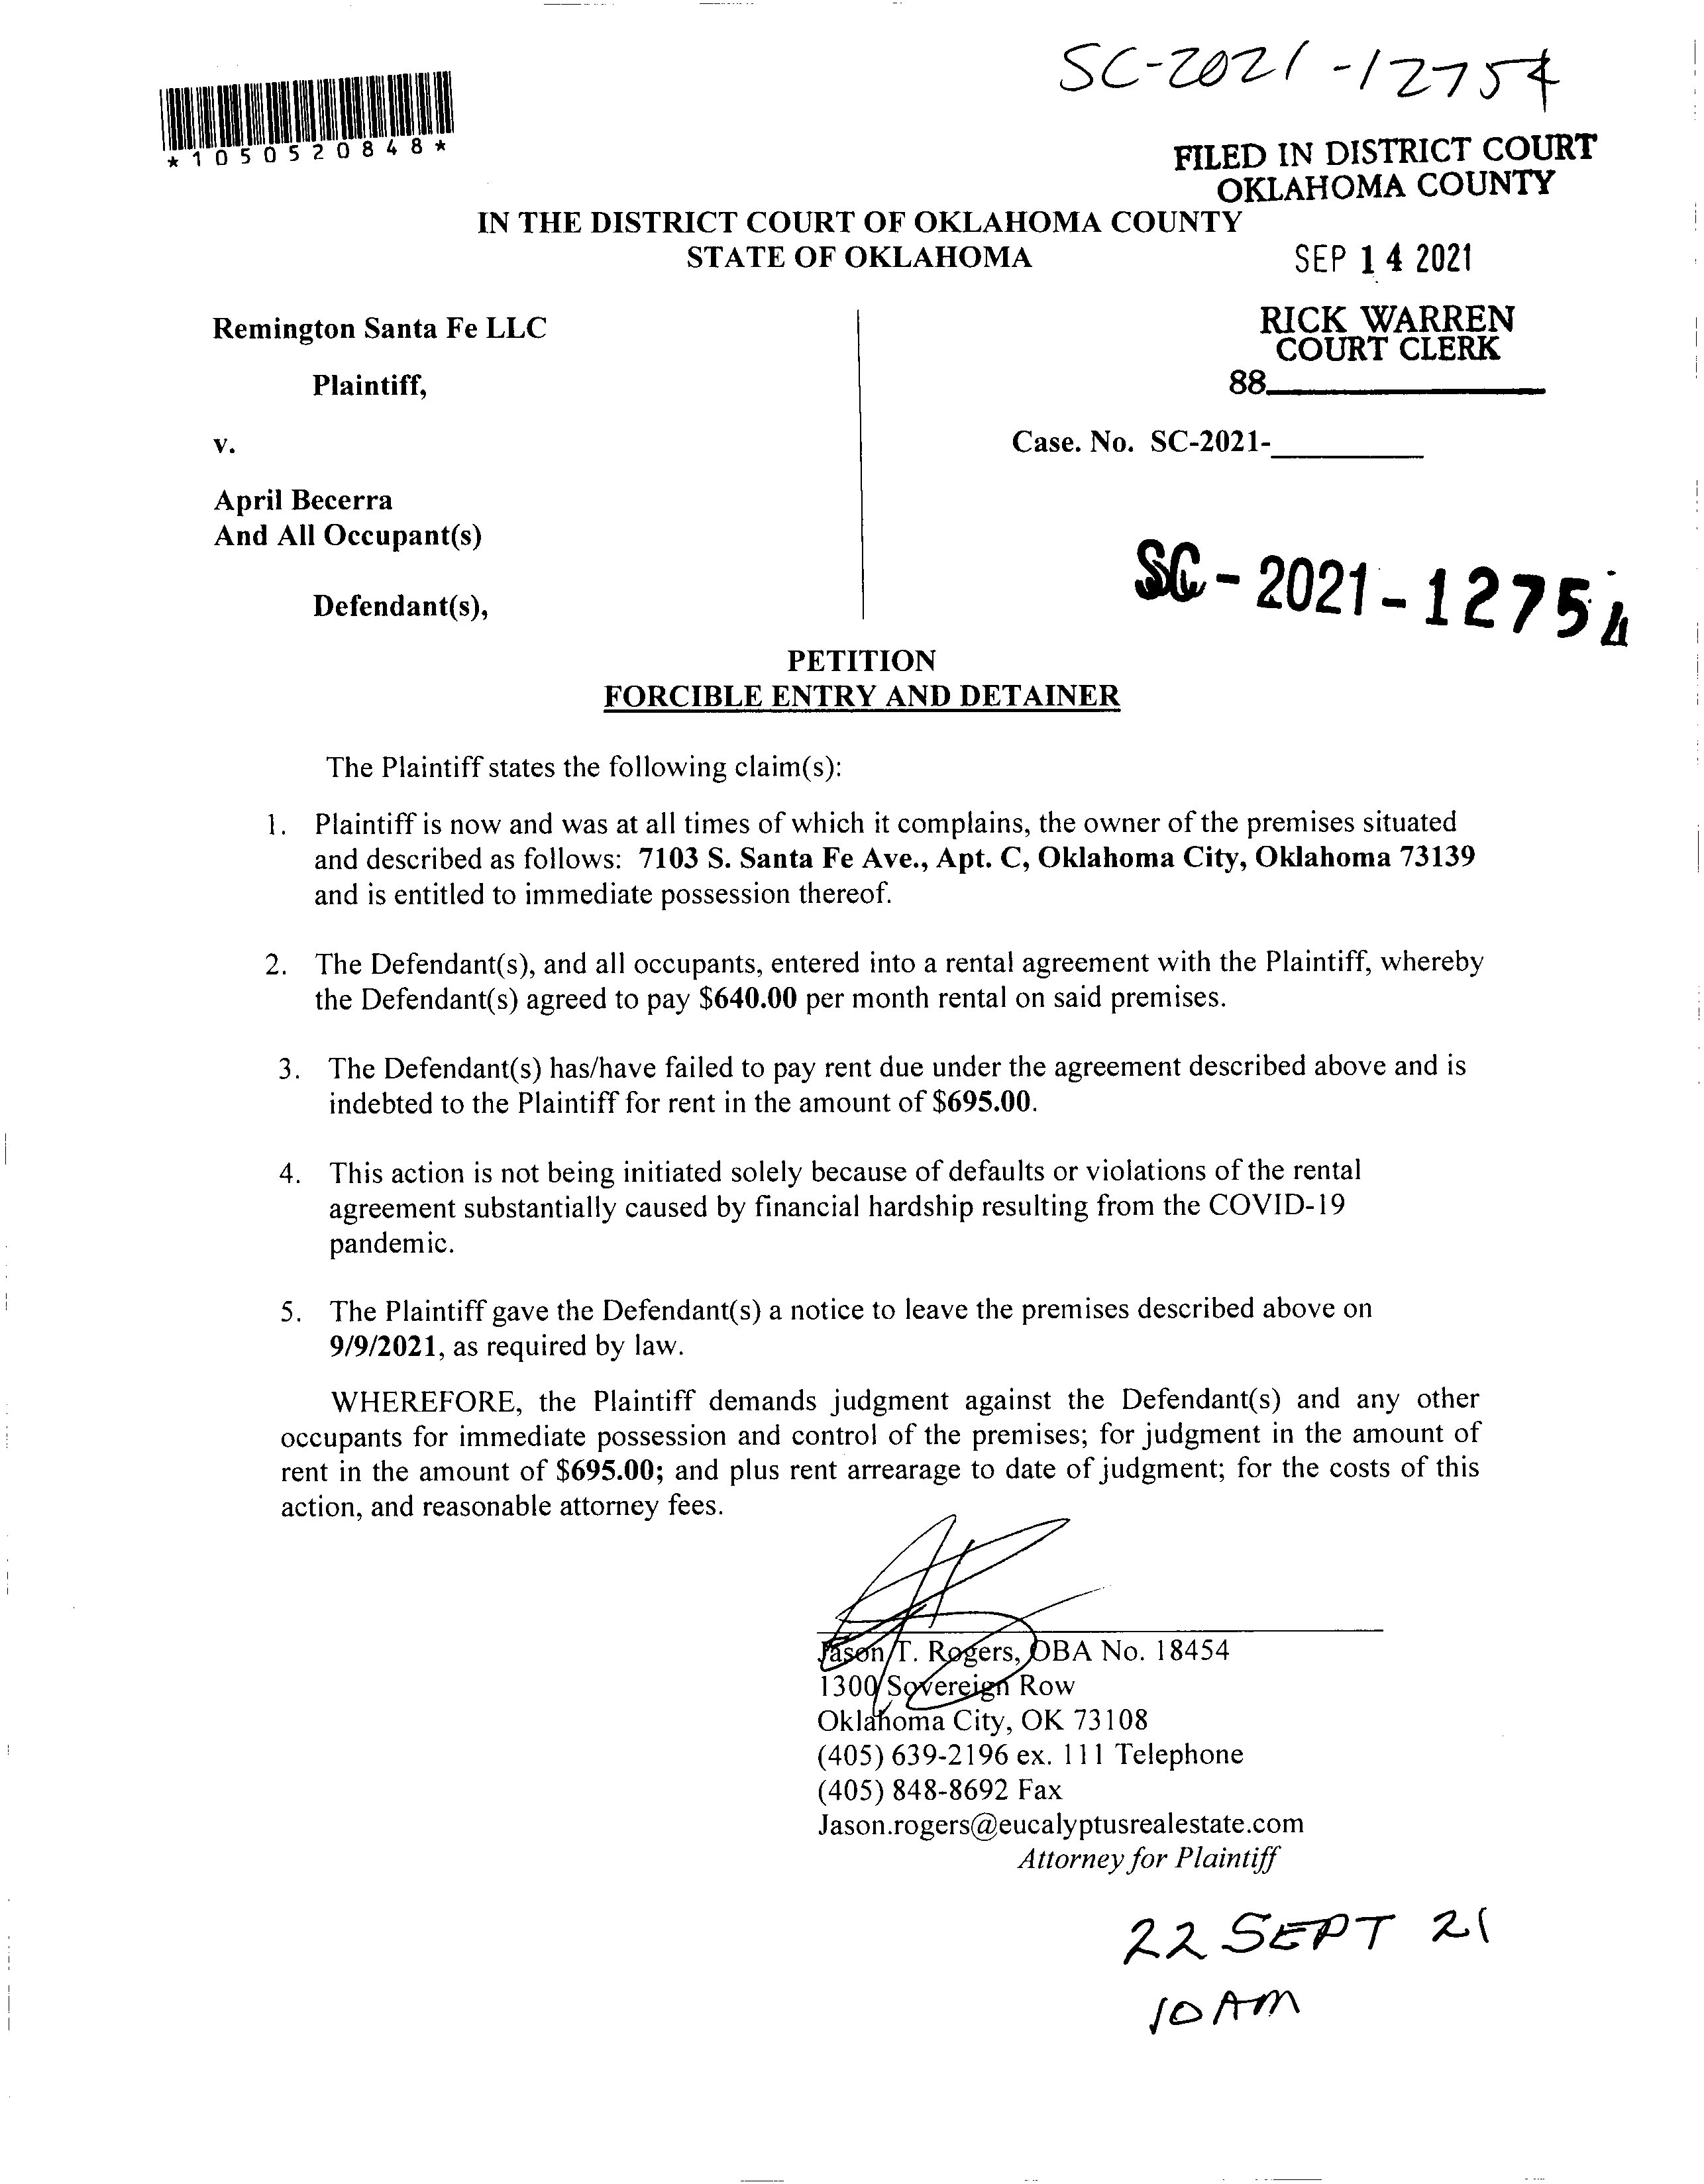 SC-2021-12754
*1050520848*
FILED IN DISTRICT COURT
OKLAHOMA COUNTY
IN THE DISTRICT COURT OF OKLAHOMA COUNTY
STATE OF OKLAHOMA
SEP 14 2021
RICK WARREN
COURT CLERK
88
Remington Santa Fe LLC
Plaintiff,
v.
Case. No. SC-2021-
April Becerra
And All Occupant(s)
Defendant(s),
SC-2021-12754
PETITION
FORCIBLE ENTRY AND DETAINER
The Plaintiff states the following claim(s):
1. Plaintiff is now and was at all times of which it complains, the owner of the premises situated
and described as follows: 7103 S. Santa Fe Ave., Apt. C, Oklahoma City, Oklahoma 73139
and is entitled to immediate possession thereof.
2. The Defendant(s), and all occupants, entered into a rental agreement with the Plaintiff, whereby
the Defendant(s) agreed to pay $640.00 per month rental on said premises.
3. The Defendant(s) has/have failed to pay rent due under the agreement described above and is
indebted to the Plaintiff for rent in the amount of $695.00.
4. This action is not being initiated solely because of defaults or violations of the rental
agreement substantially caused by financial hardship resulting from the COVID-19
pandemic.
5. The Plaintiff gave the Defendant(s) a notice to leave the premises described above on
9/9/2021, as required by law.
WHEREFORE, the Plaintiff demands judgment against the Defendant(s) and any other
occupants for immediate possession and control of the premises; for judgment in the amount of
rent in the amount of $695.00; and plus rent arrearage to date of judgment; for the costs of this
action, and reasonable attorney fees.
Jason T. Rogers, OBA No. 18454
1300 Sovereign Row
Oklahoma City, OK 73108
(405) 639-2196 ex. 111 Telephone
(405) 848-8692 Fax
Jason.rogers@eucalyptusrealestate.com
Attorney for Plaintiff
22 SEPT 21
10 AM